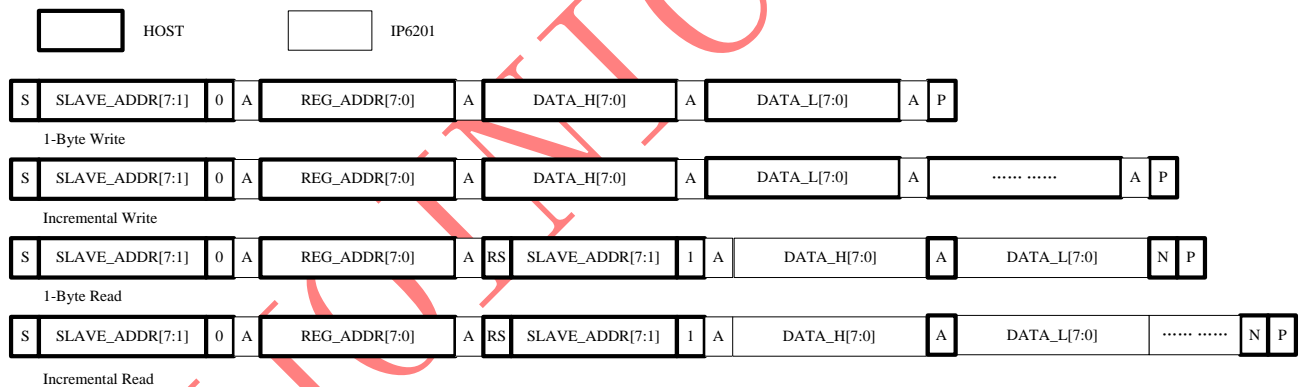 HOST IP6201
S SLAVE_ADDR[7:1] 0 A REG_ADDR[7:0] A DATA_H[7:0] A DATA_L[7:0] A P
1-Byte Write
S SLAVE_ADDR[7:1] 0 A REG_ADDR[7:0] A DATA_H[7:0] A DATA_L[7:0] A ...... ...... A P
Incremental Write
S SLAVE_ADDR[7:1] 0 A REG_ADDR[7:0] A RS SLAVE_ADDR[7:1] 1 A DATA_H[7:0] A DATA_L[7:0] N P
1-Byte Read
S SLAVE_ADDR[7:1] 0 A REG_ADDR[7:0] A RS SLAVE_ADDR[7:1] 1 A DATA_H[7:0] A DATA_L[7:0] ...... ...... N P
Incremental Read